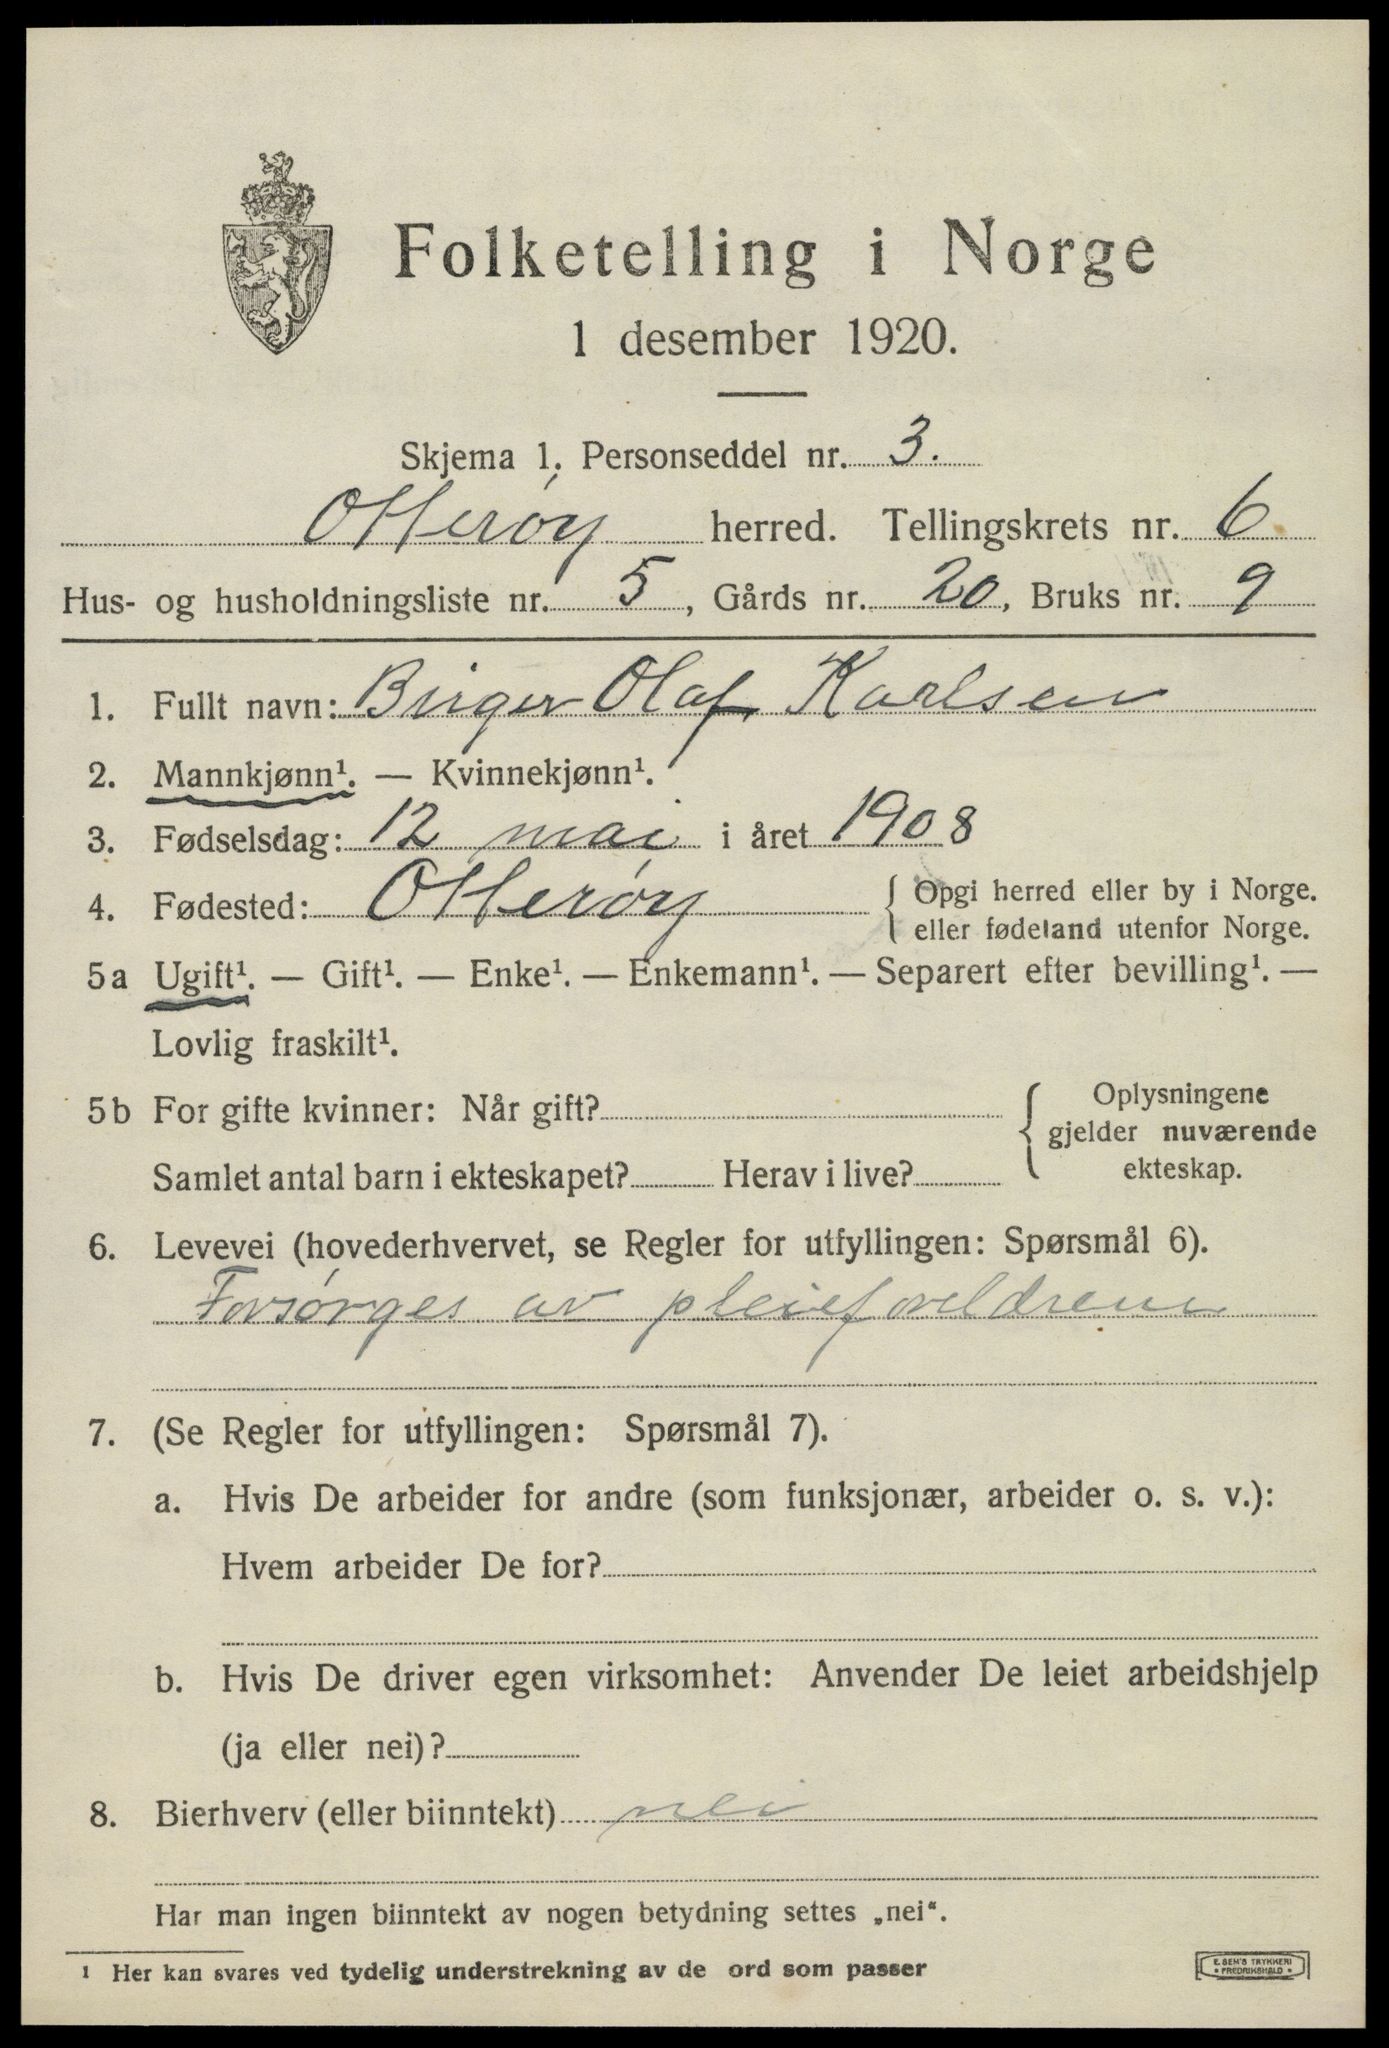 Folketelling i Norge
1 desember 1920.
Skjema 1. Personseddel nr. 3.
Otterøy herred. Tellingskrets nr. 6
Hus- og husholdningsliste nr. 5, Gårds nr. 20, Bruks nr. 9
1. Fullt navn: Birger Olaf Karlsen
2. Mannkjønn¹. — Kvinnekjønn¹.
3. Fødselsdag: 12 mai i året 1908
4. Fødested: Otterøy { Opgi herred eller by i Norge.
eller fødeland utenfor Norge.
5a Ugift¹. — Gift¹. — Enke¹. — Enkemann¹. — Separert efter bevilling¹. —
Lovlig fraskilt¹.
5b For gifte kvinner: Når gift? { Oplysningene
gjelder nuværende
Samlet antal barn i ekteskapet? Herav i live? ekteskap.
6. Levevei (hovederhvervet, se Regler for utfyllingen: Spørsmål 6).
Forsørges av pleieforeldrene
7. (Se Regler for utfyllingen: Spørsmål 7).
a. Hvis De arbeider for andre (som funksjonær, arbeider o. s. v.):
Hvem arbeider De for?
b. Hvis De driver egen virksomhet: Anvender De leiet arbeidshjelp
(ja eller nei)?
8. Bierhverv (eller biinntekt) nei
Har man ingen biinntekt av nogen betydning settes „nei“.
¹ Her kan svares ved tydelig understrekning av de ord som passer
E. SEM'S TRYKKERI
• FREDRIKSHALD •